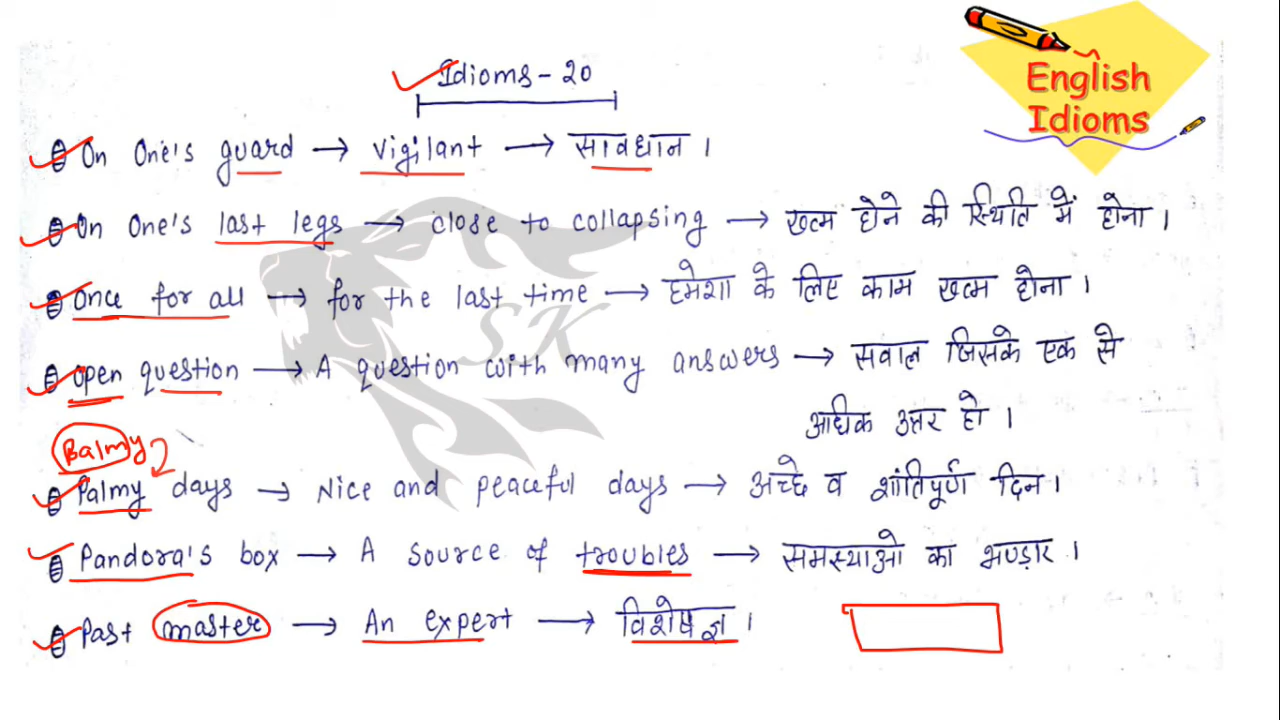 Idioms - 20
English
Idioms
On One's guard → vigilant → सावधान ।
On One's last legs → close to collapsing → खत्म होने की स्थिति में होना ।
Once for all → for the last time → हमेशा के लिए काम खत्म होना ।
Open question → A question with many answers → सवाल जिसके एक से
अधिक उत्तर हो ।
Balmy
Palmy days → Nice and peaceful days → अच्छे व शांतिपूर्ण दिन ।
Pandora's box → A source of troubles → समस्याओ का भण्ड़ार ।
Past master → An expert → विशेषज्ञ ।
SK